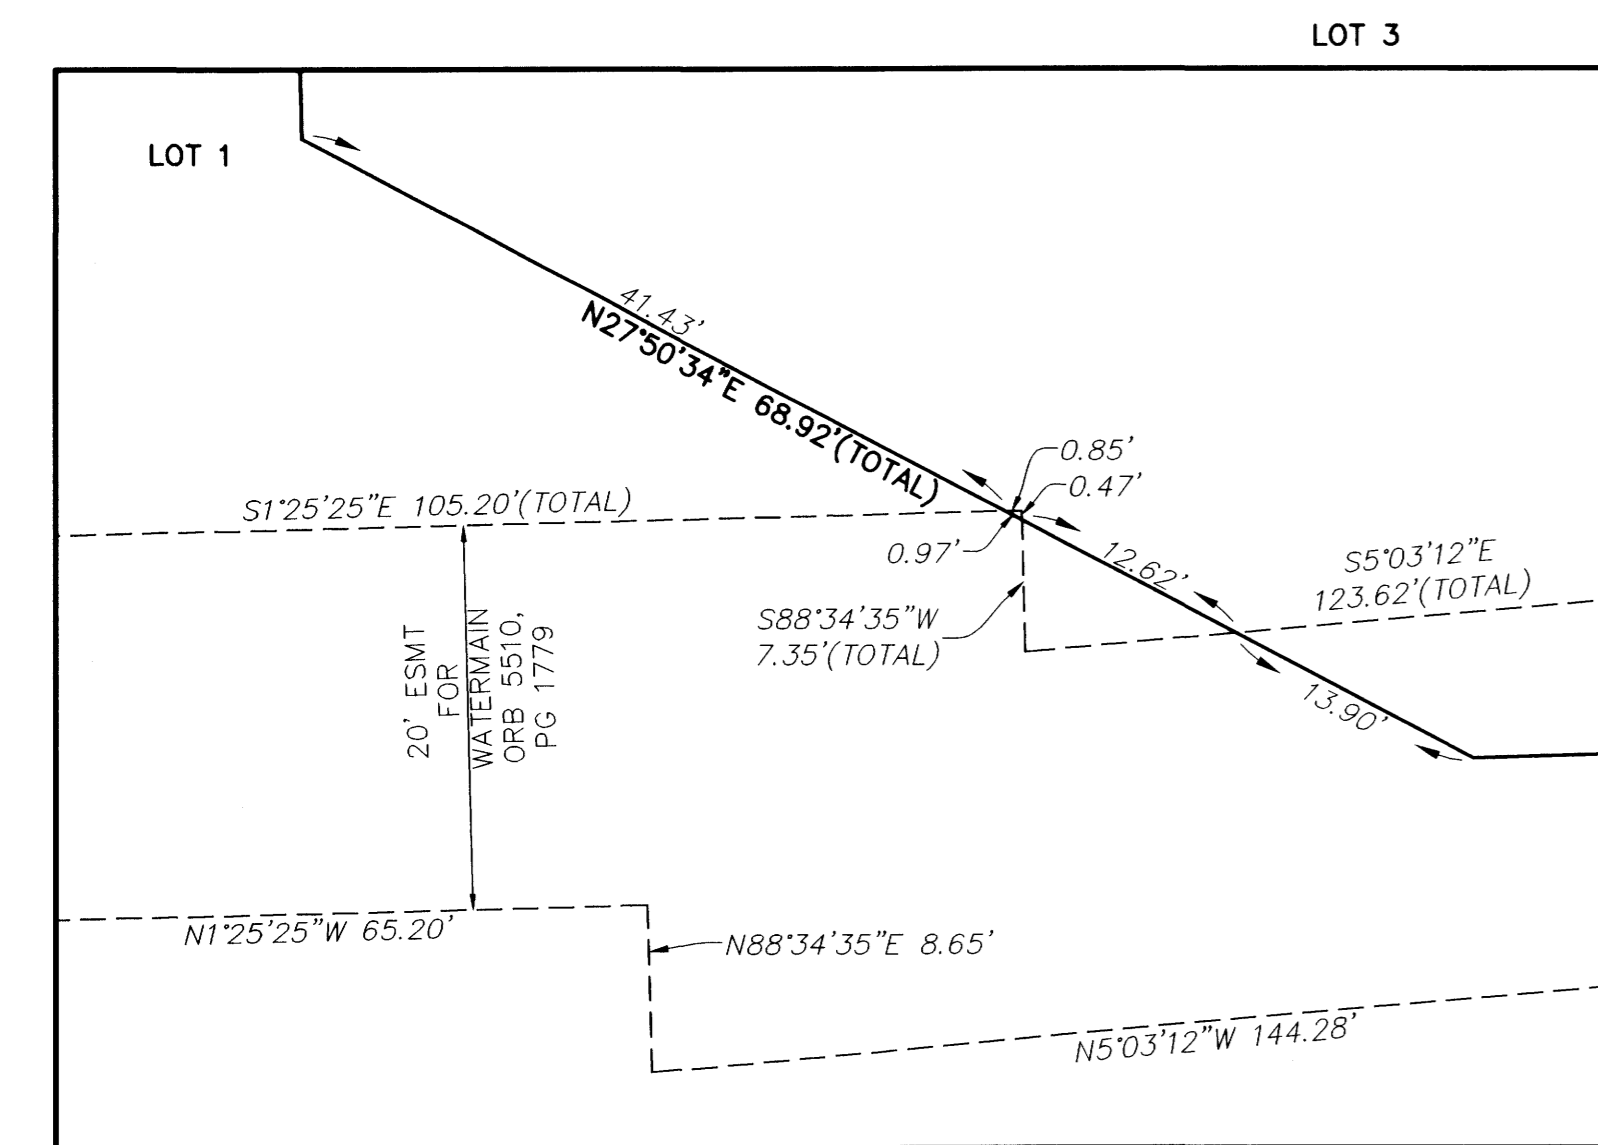 LOT 3
LOT 1
41.43'
N27°50'34"E 68.92'(TOTAL)
0.85'
0.47'
S1°25'25"E 105.20'(TOTAL)
0.97'
12.62'
S5°03'12"E
123.62'(TOTAL)
S88°34'35"W
7.35'(TOTAL)
20' ESMT
FOR
WATERMAIN
ORB 5510,
PG 1779
13.90'
N1°25'25"W 65.20'
N88°34'35"E 8.65'
N5°03'12"W 144.28'